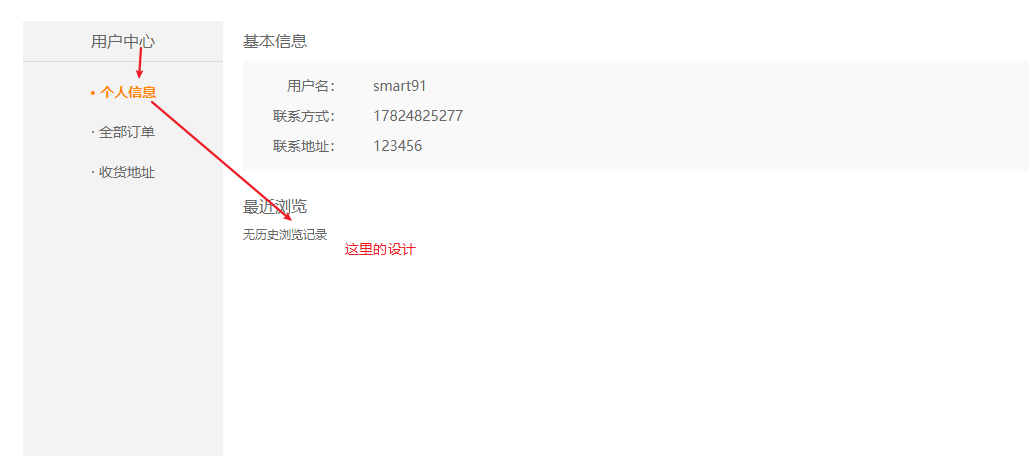 用户中心
• 个人信息
· 全部订单
· 收货地址
基本信息
用户名： smart91
联系方式： 17824825277
联系地址： 123456
最近浏览
无历史浏览记录
这里的设计